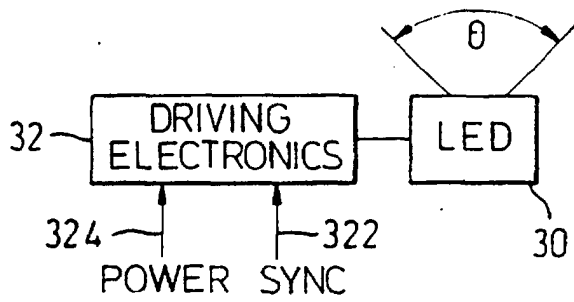 θ
32
DRIVING
ELECTRONICS
LED
324
322
30
POWER SYNC